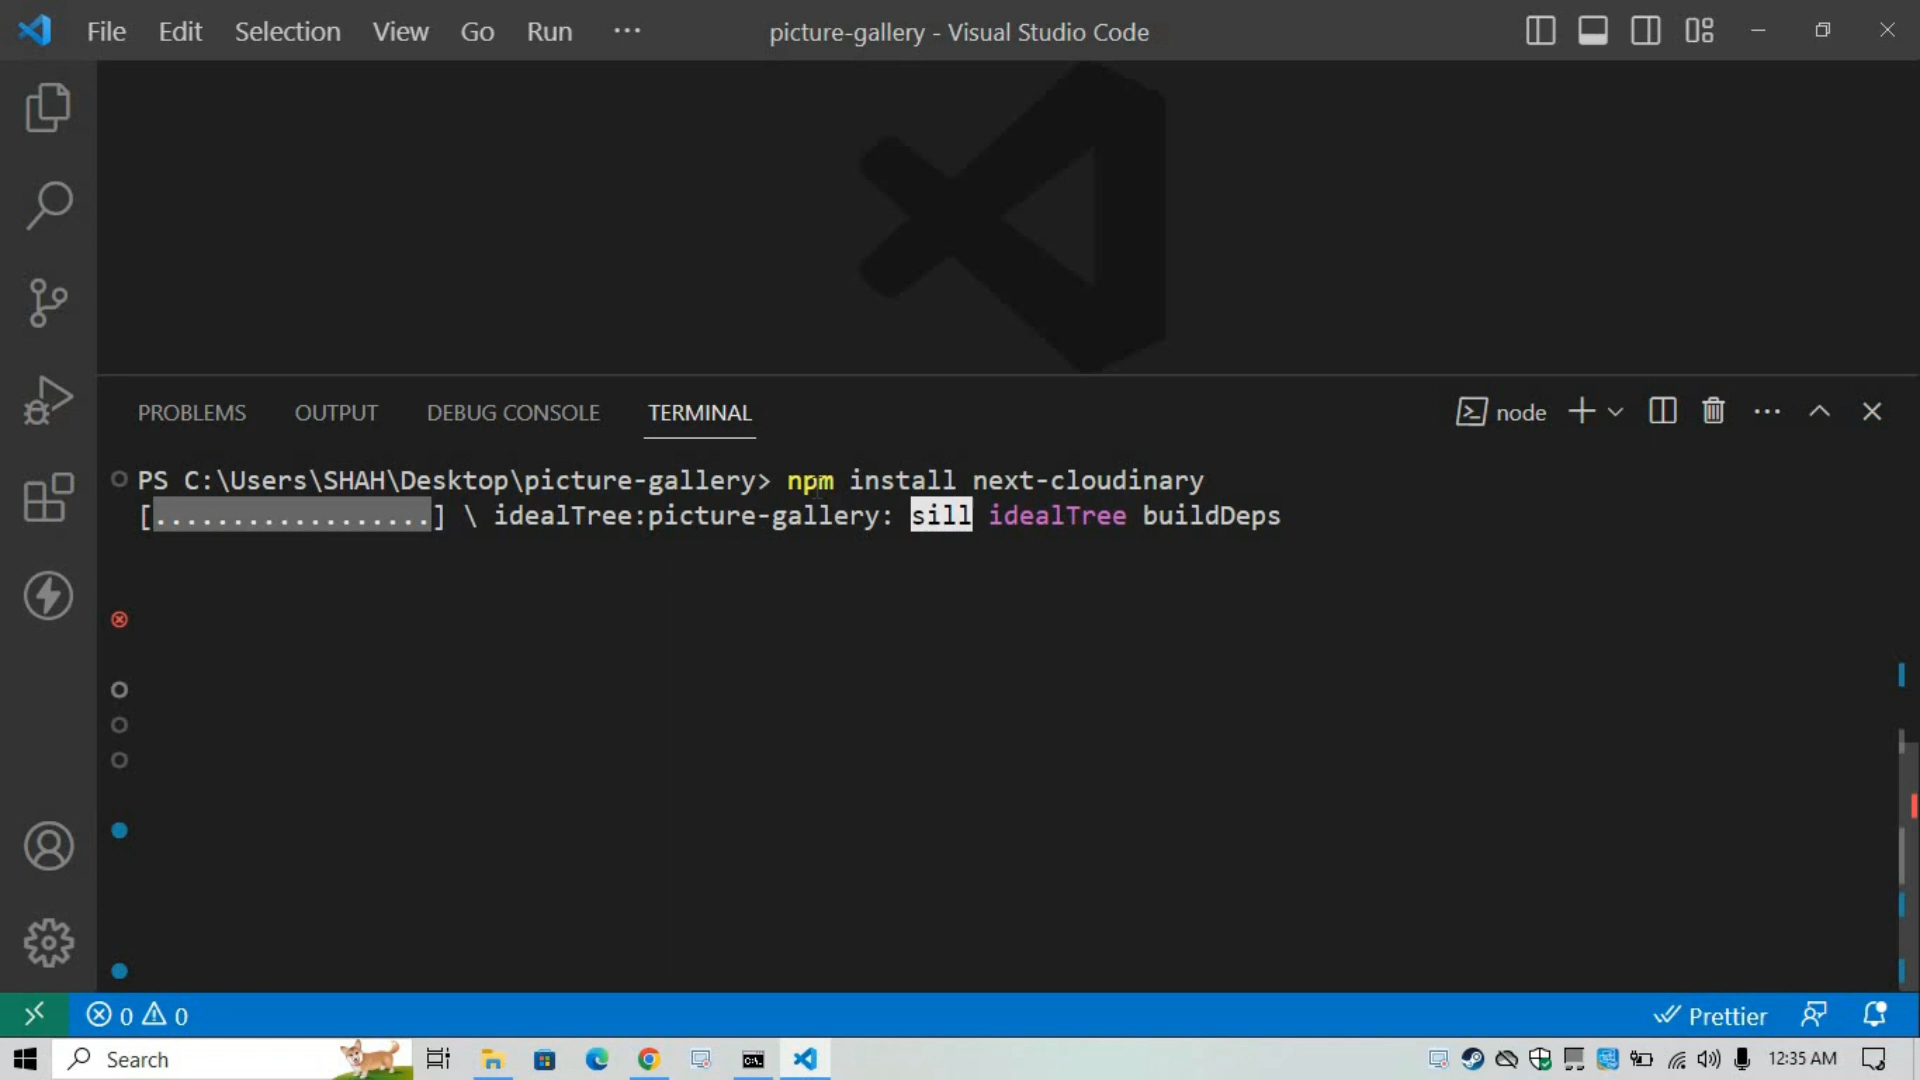 File Edit Selection View Go Run ··· picture-gallery - Visual Studio Code
PROBLEMS OUTPUT DEBUG CONSOLE TERMINAL node
PS C:\Users\SHAH\Desktop\picture-gallery> npm install next-cloudinary
[..................] \ idealTree:picture-gallery: sill idealTree buildDeps
0 0 Prettier
Search 12:35 AM